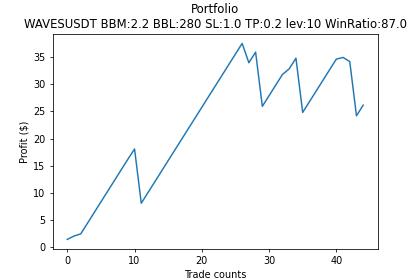 Portfolio
WAVESUSDT BBM:2.2 BBL:280 SL:1.0 TP:0.2 lev:10 WinRatio:87.0
35
30
25
20
15
10
5
0
Profit ($)
0 10 20 30 40
Trade counts